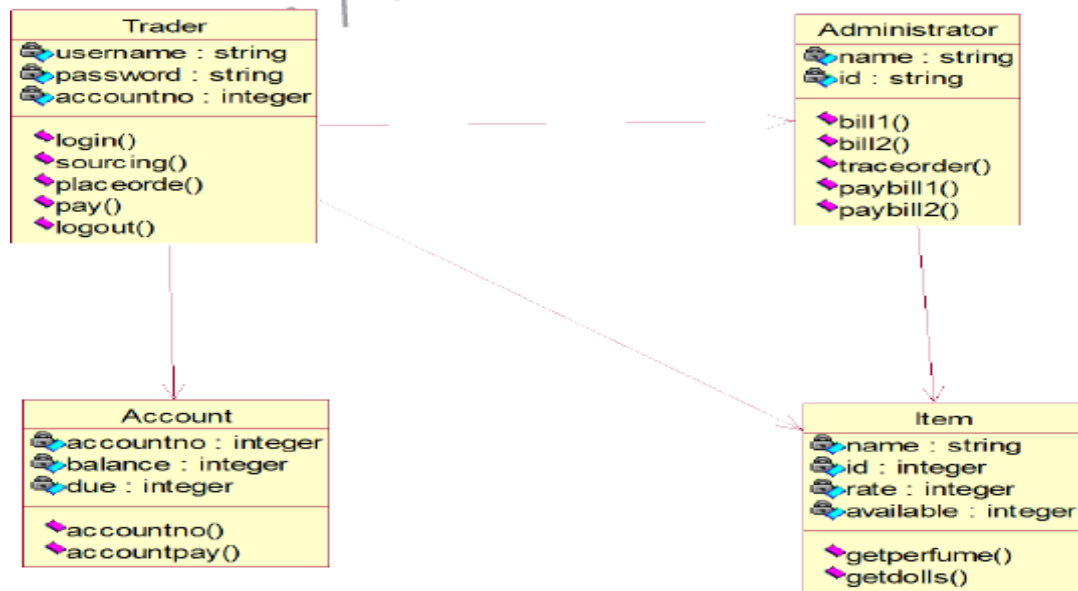 Trader
username : string
password : string
accountno : integer
login()
sourcing()
placeorde()
pay()
logout()
Administrator
name : string
id : string
bill1()
bill2()
traceorder()
paybill1()
paybill2()
Account
accountno : integer
balance : integer
due : integer
accountno()
accountpay()
Item
name : string
id : integer
rate : integer
available : integer
getperfume()
getdolls()